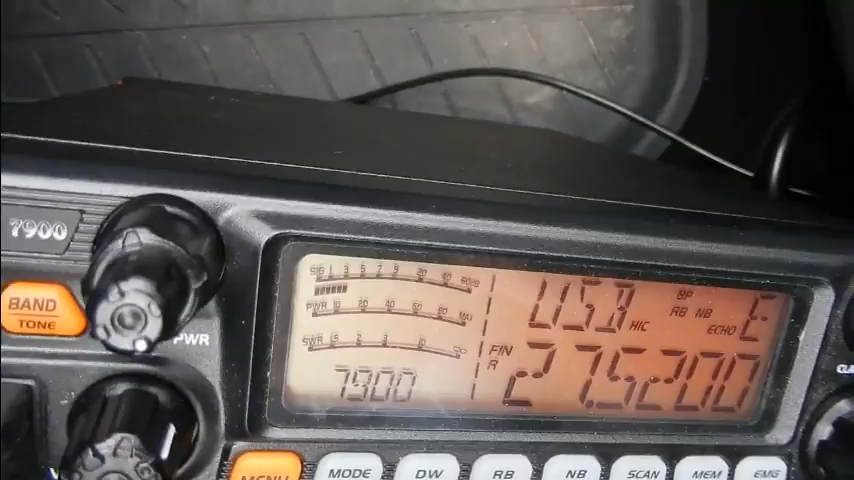 7900
BAND
TONE
PWR
SIG 1 3 5 7 9 20 40 60dB
PWR 10 20 40 60 80 MAX
SWR 1.5 2 3 ∞
7900
USB HIC
BP
RB NB
ECHO
E
FIN
R
27.5200
MENU
MODE
DW
RB
NB
SCAN
MEM
EMG